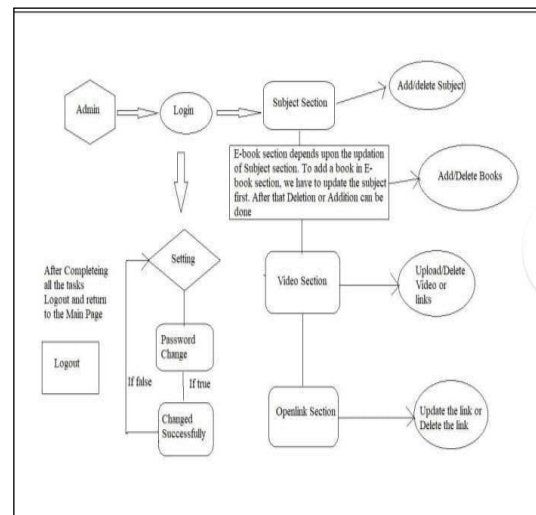 Admin
Login
Subject Section
Add/delete Subject
E-book section depends upon the updation
of Subject section. To add a book in E-
book section, we have to update the subject
first. After that Deletion or Addition can be
done
Add/Delete Books
Setting
After Completeing
all the tasks
Logout and return
to the Main Page
Video Section
Upload/Delete
Video or
links
Password
Change
Logout
If false
If true
Changed
Successfully
Openlink Section
Update the link or
Delete the link